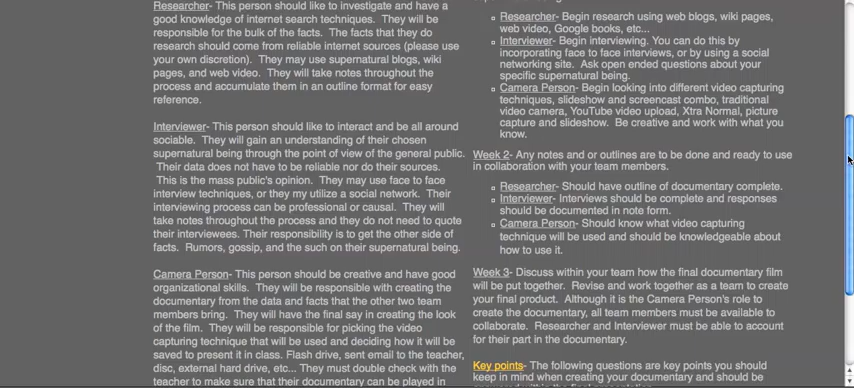 Researcher- This person should like to investigate and have a
good knowledge of internet search techniques. They will be
responsible for the bulk of the facts. The facts that they do
research should come from reliable internet sources (please use
your own discretion). They may use supernatural blogs, wiki
pages, and web video. They will take notes throughout the
process and accumulate them in an outline format for easy
reference.
Interviewer- This person should like to interact and be all around
sociable. They will gain an understanding of their chosen
supernatural being through the point of view of the general public.
Their data does not have to be reliable nor do their sources.
This is the mass public's opinion. They may use face to face
interview techniques, or they my utilize a social network. Their
interviewing process can be professional or causal. They will
take notes throughout the process and they do not need to quote
their interviewees. Their responsibility is to get the other side of
facts. Rumors, gossip, and the such on their supernatural being.
Camera Person- This person should be creative and have good
organizational skills. They will be responsible with creating the
documentary from the data and facts that the other two team
members bring. They will have the final say in creating the look
of the film. They will be responsible for picking the video
capturing technique that will be used and deciding how it will be
saved to present it in class. Flash drive, sent email to the teacher,
disc, external hard drive, etc... They must double check with the
teacher to make sure that their documentary can be played in
Researcher- Begin research using web blogs, wiki pages,
web video, Google books, etc...
Interviewer- Begin interviewing. You can do this by
incorporating face to face interviews, or by using a social
networking site. Ask open ended questions about your
specific supernatural being.
Camera Person- Begin looking into different video capturing
techniques, slideshow and screencast combo, traditional
video camera, YouTube video upload, Xtra Normal, picture
capture and slideshow. Be creative and work with what you
know.
Week 2- Any notes and or outlines are to be done and ready to use
in collaboration with your team members.
Researcher- Should have outline of documentary complete.
Interviewer- Interviews should be complete and responses
should be documented in note form.
Camera Person- Should know what video capturing
technique will be used and should be knowledgeable about
how to use it.
Week 3- Discuss within your team how the final documentary film
will be put together. Revise and work together as a team to create
your final product. Although it is the Camera Person's role to
create the documentary, all team members must be available to
collaborate. Researcher and Interviewer must be able to account
for their part in the documentary.
Key points- The following questions are key points you should
keep in mind when creating your documentary and should be